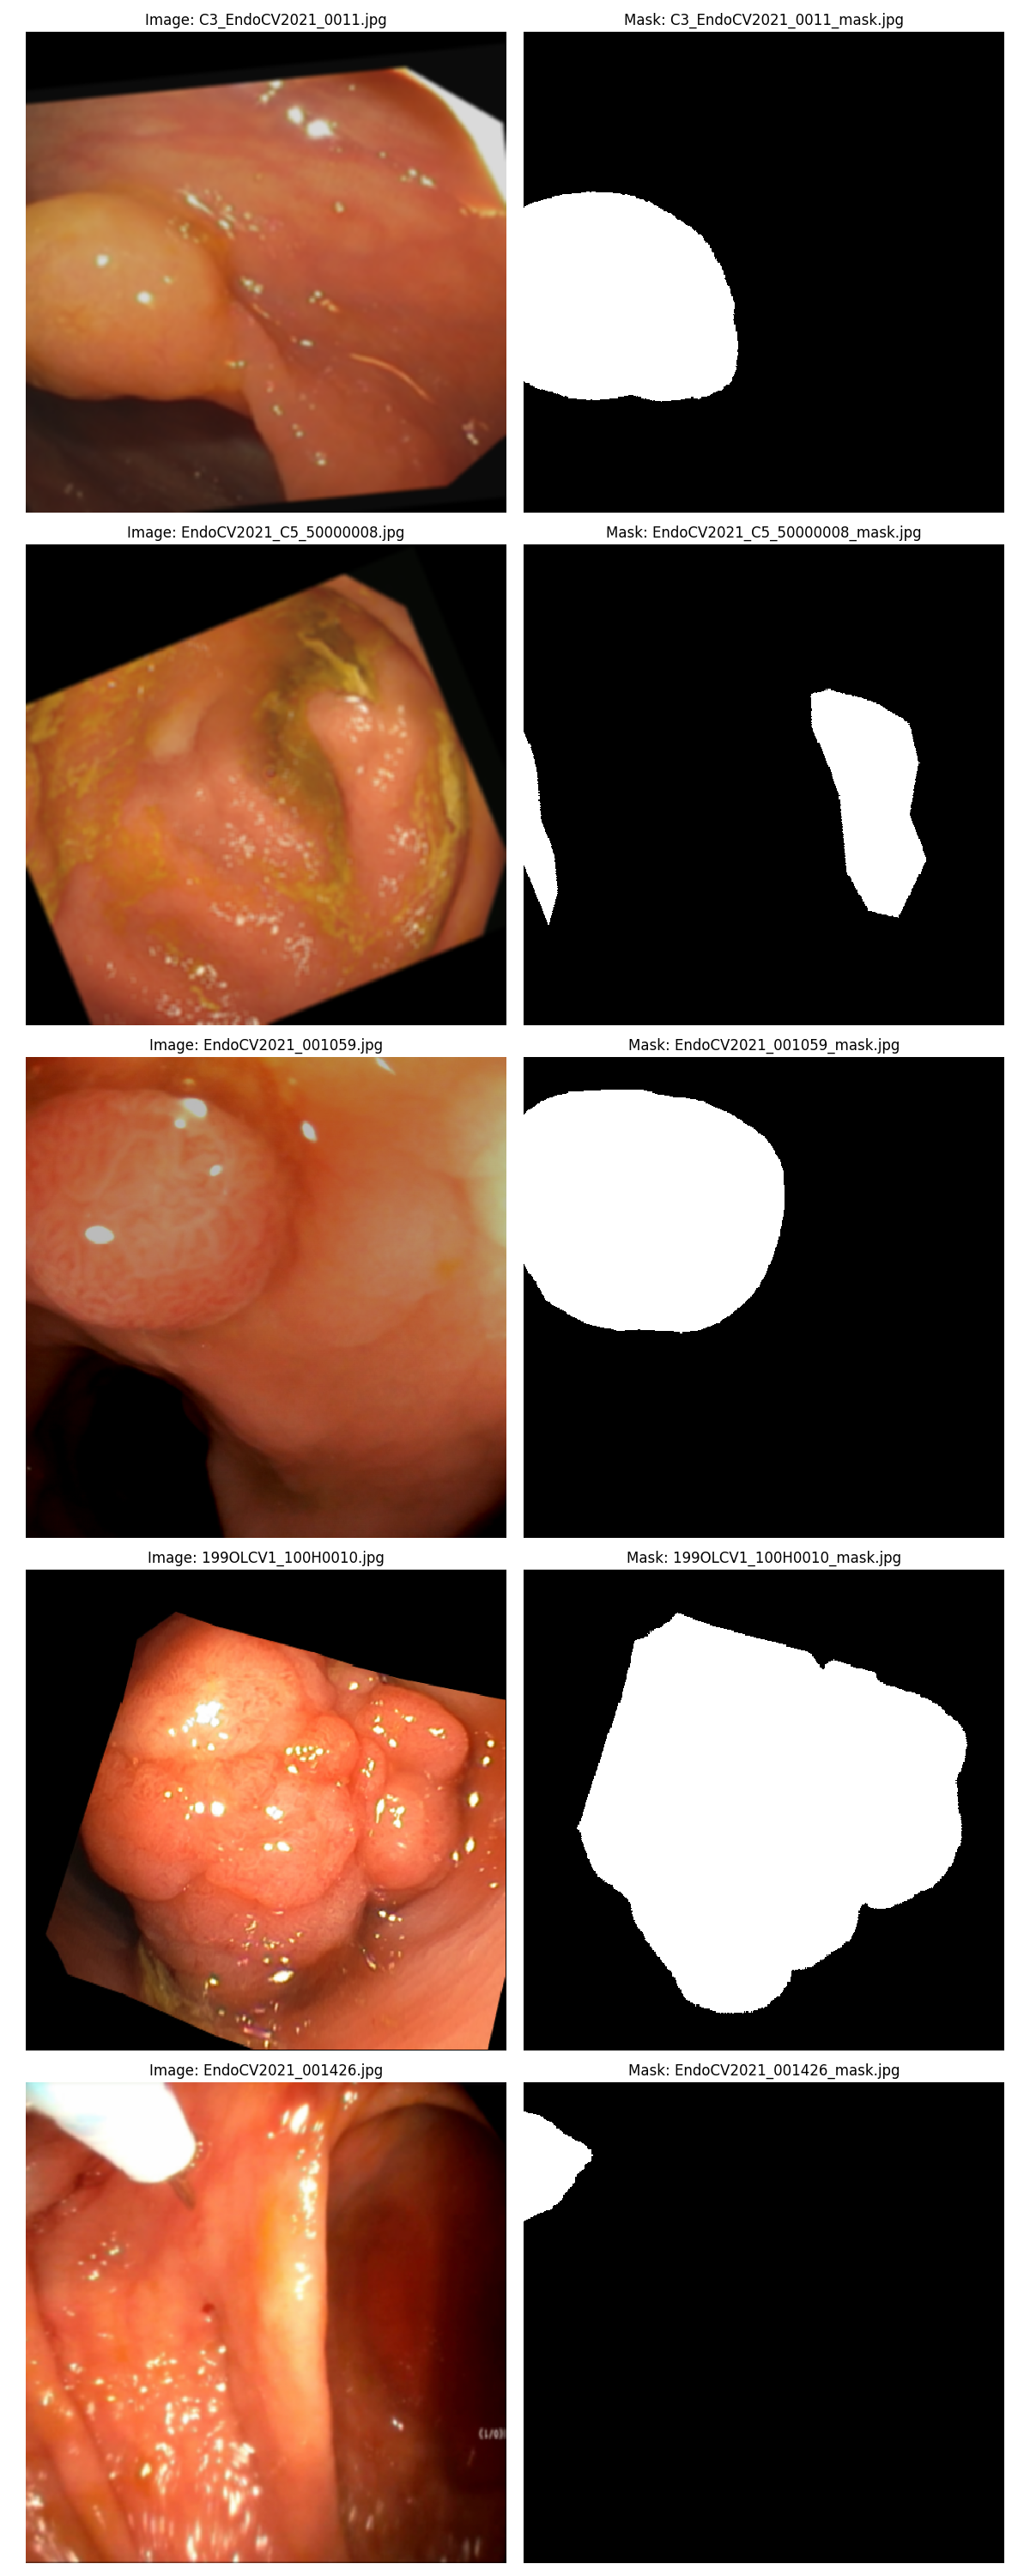 Image: C3_EndoCV2021_0011.jpg
Mask: C3_EndoCV2021_0011_mask.jpg
Image: EndoCV2021_C5_50000008.jpg
Mask: EndoCV2021_C5_50000008_mask.jpg
Image: EndoCV2021_001059.jpg
Mask: EndoCV2021_001059_mask.jpg
Image: 199OLCV1_100H0010.jpg
Mask: 199OLCV1_100H0010_mask.jpg
Image: EndoCV2021_001426.jpg
Mask: EndoCV2021_001426_mask.jpg